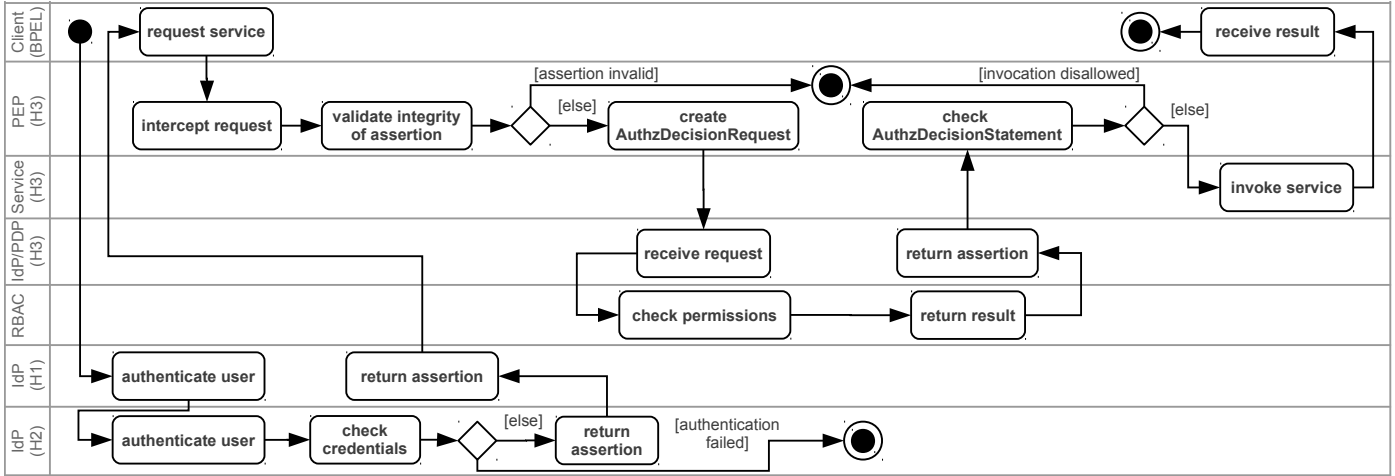 Client
(BPEL)
request service
receive result
PEP
(H3)
[assertion invalid]
[invocation disallowed]
intercept request
validate integrity
of assertion
[else]
create
AuthzDecisionRequest
check
AuthzDecisionStatement
[else]
Service
(H3)
invoke service
IdP/PDP
(H3)
receive request
return assertion
RBAC
check permissions
return result
IdP
(H1)
authenticate user
return assertion
IdP
(H2)
authenticate user
check
credentials
[else]
return
assertion
[authentication
failed]